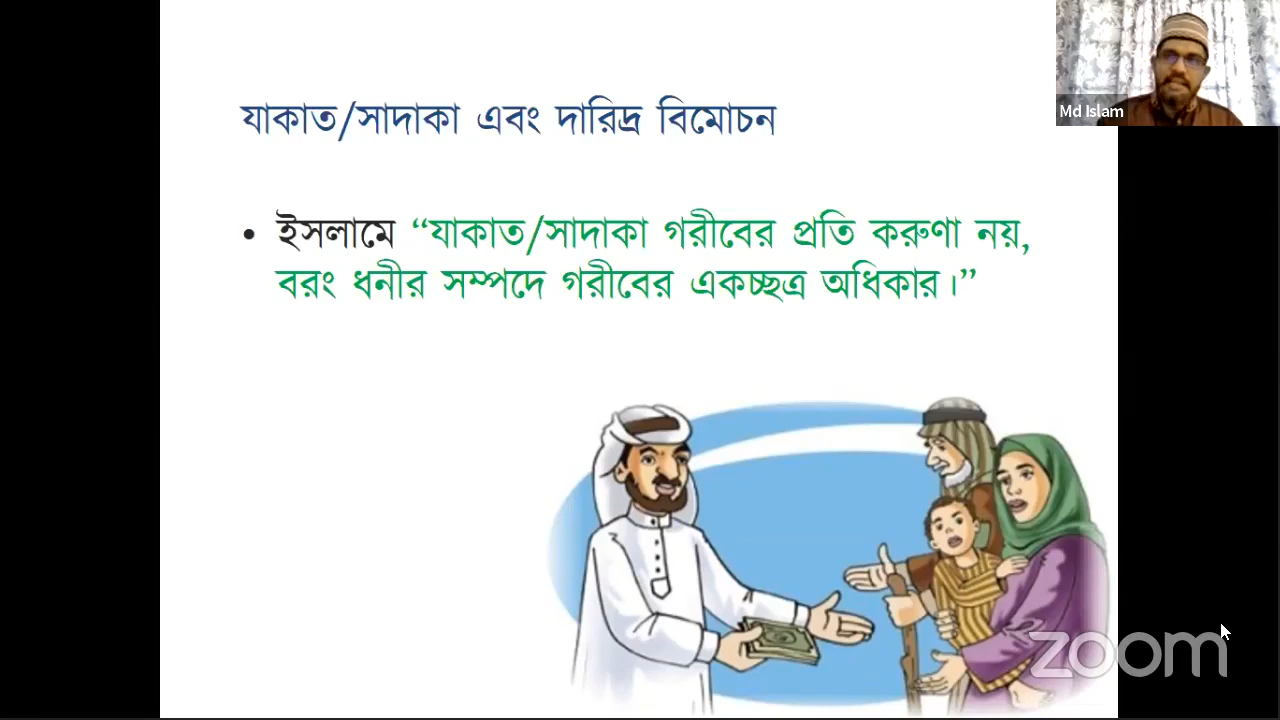 যাকাত/সাদাকা এবং দারিদ্র বিমোচন
• ইসলামে “যাকাত/সাদাকা গরীবের প্রতি করুণা নয়,
বরং ধনীর সম্পদে গরীবের একচ্ছত্র অধিকার।”
Md Islam
zoom